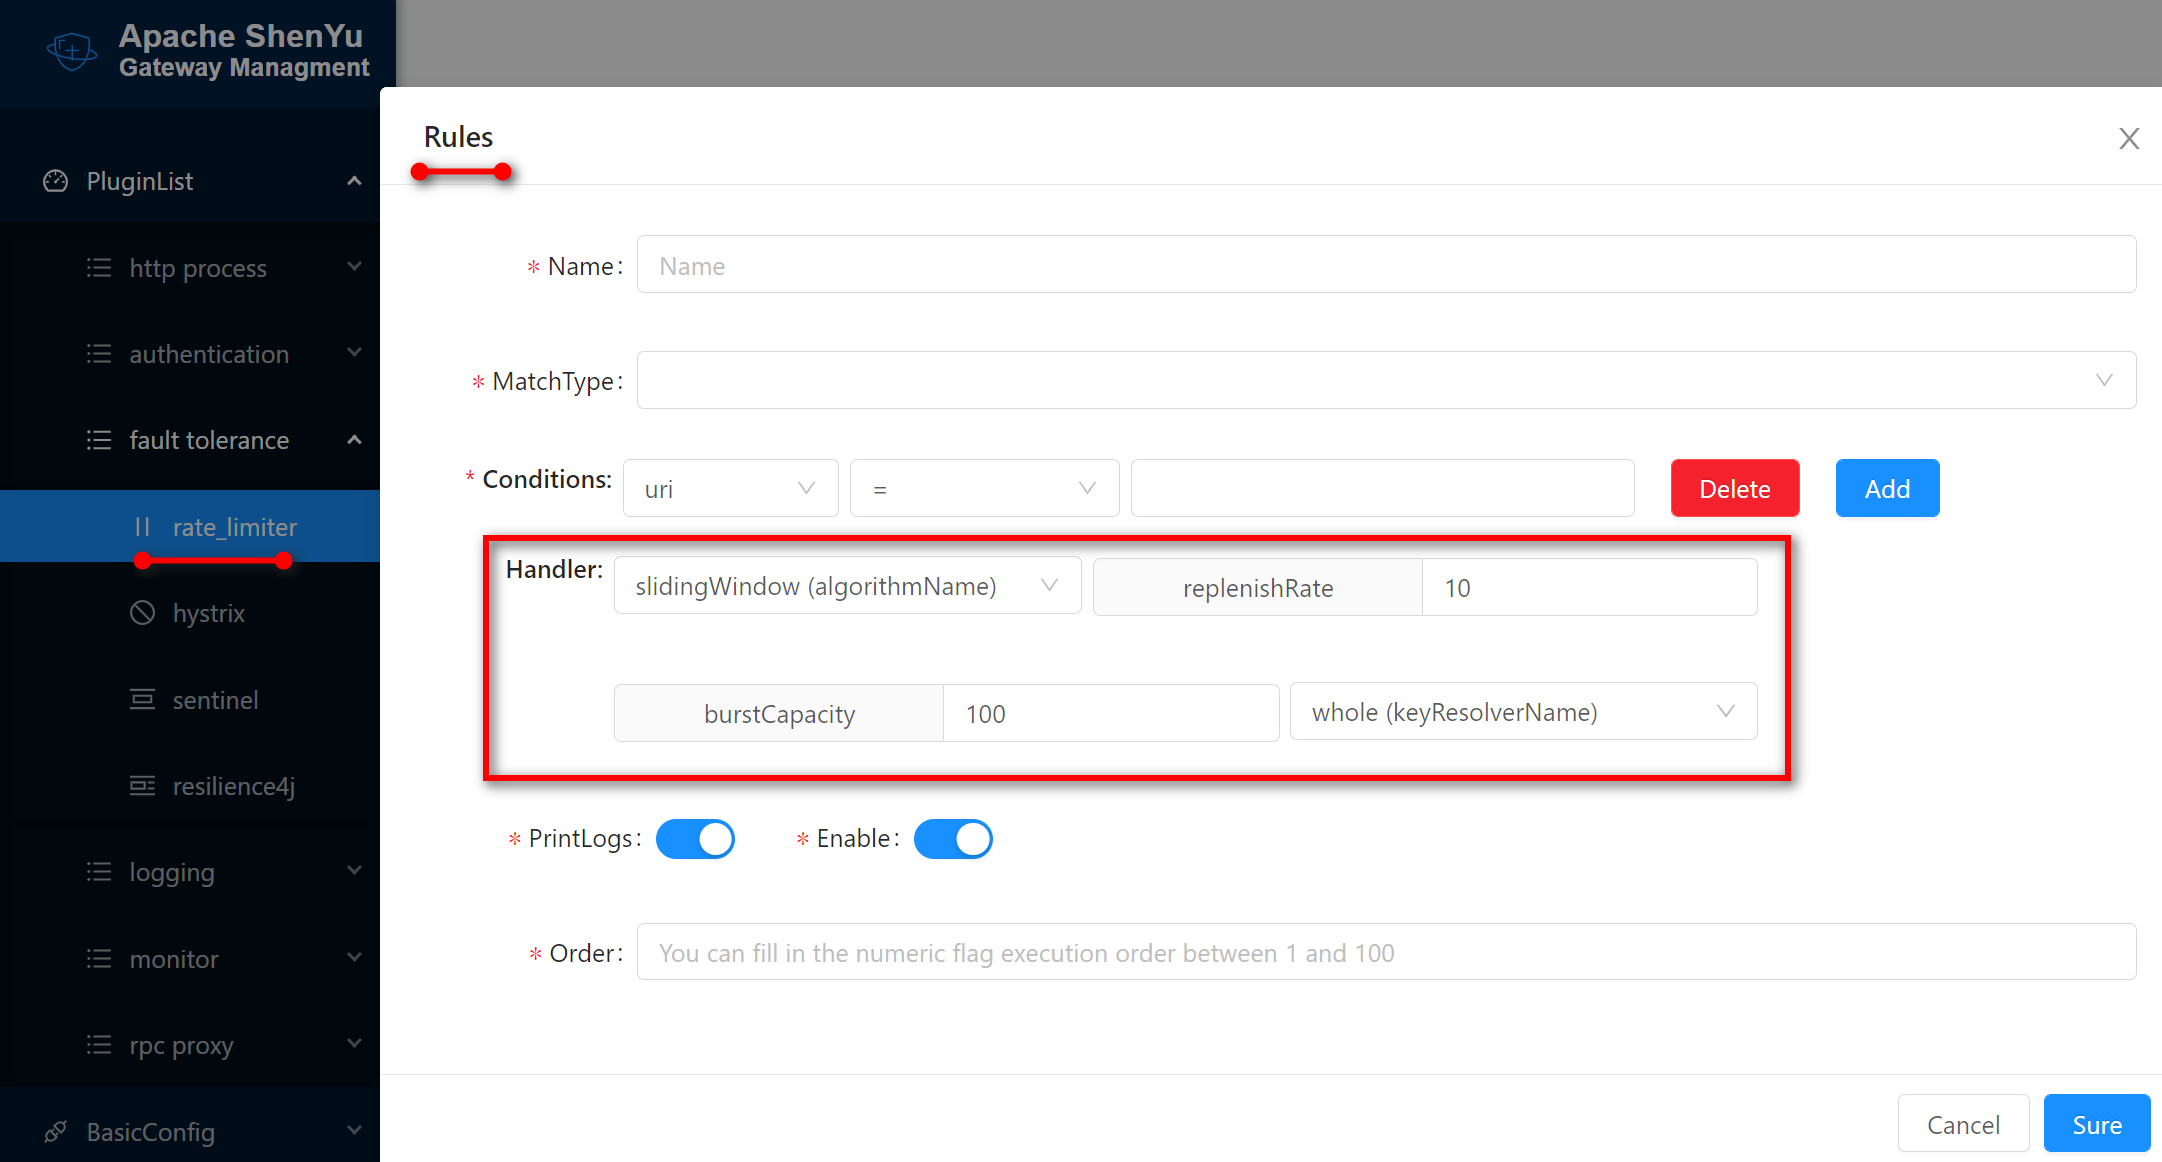 Apache ShenYu
Gateway Managment
PluginList
http process
authentication
fault tolerance
rate_limiter
hystrix
sentinel
resilience4j
logging
monitor
rpc proxy
BasicConfig
Rules
* Name: Name
* MatchType:
* Conditions: uri = Delete Add
Handler: slidingWindow (algorithmName) replenishRate 10
burstCapacity 100 whole (keyResolverName)
* PrintLogs: * Enable:
* Order: You can fill in the numeric flag execution order between 1 and 100
Cancel Sure